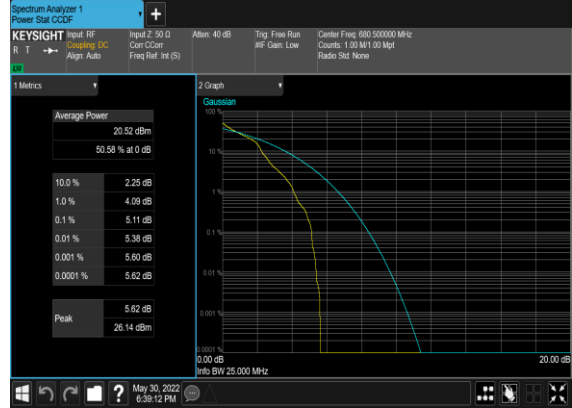 Spectrum Analyzer 1
Power Stat CCDF
KEYSIGHT
R T
Input: RF
Coupling: DC
Align: Auto
Input Z: 50 Ω
Corr CCorr
Freq Ref: Int (S)
Atten: 40 dB
Trig: Free Run
#IF Gain: Low
Center Freq: 680.500000 MHz
Counts: 1.00 M/1.00 Mpt
Radio Std: None
1 Metrics
Average Power
20.52 dBm
50.58 % at 0 dB
10.0 % 2.25 dB
1.0 % 4.09 dB
0.1 % 5.11 dB
0.01 % 5.38 dB
0.001 % 5.60 dB
0.0001 % 5.62 dB
Peak
5.62 dB
26.14 dBm
2 Graph
Gaussian
100 %
10 %
1 %
0.1 %
0.01 %
0.001 %
0.0001 %
0.00 dB
20.00 dB
Info BW 25.000 MHz
May 30, 2022
6:39:12 PM